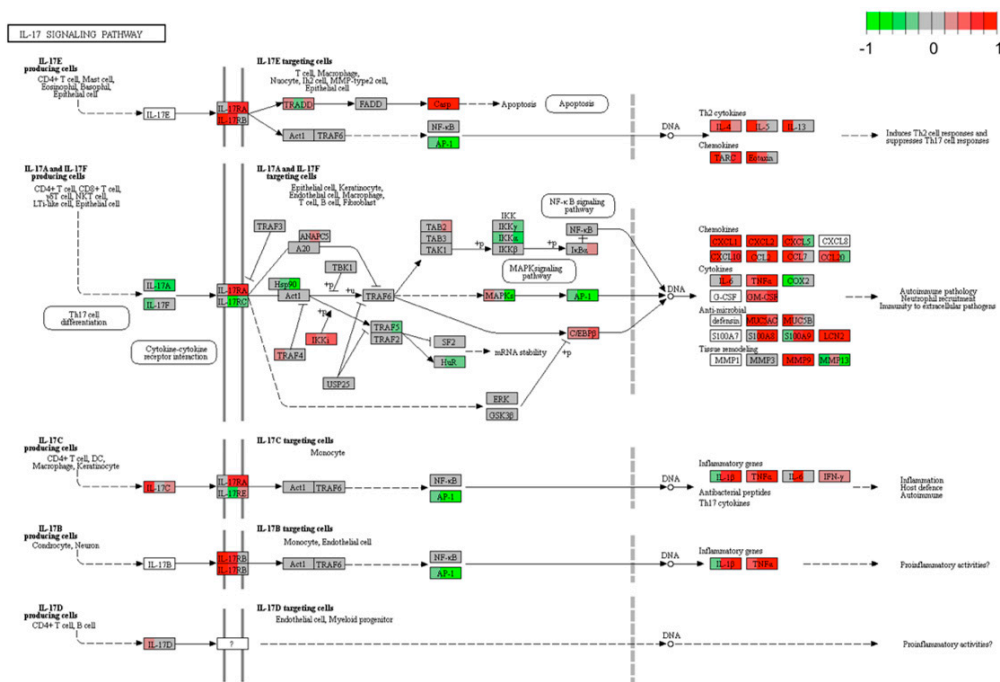 IL-17 SIGNALING PATHWAY
-1 0 1
IL-17E
producing cells
CD4+ T cell, Mast cell,
Eosinophil, Basophil,
Epithelial cell
IL-17E
IL-17RA
IL-17RB
IL-17E targeting cells
T cell, Macrophage,
Nuocyte, Ih2 cell, MMP-type2 cell,
Epithelial cell
TRADD
FADD
Casp
Apoptosis
Apoptosis
Act1
TRAF6
NF-κB
AP-1
DNA
Th2 cytokines
IL-4
IL-5
IL-13
Chemokines
TARC
Eotaxin
Induces Th2 cell responses and
suppresses Th17 cell responses
IL-17A and IL-17F
producing cells
CD4+ T cell, CD8+ T cell,
γδT cell, NKT cell,
LTi-like cell, Epithelial cell
IL-17A
IL-17F
Th17 cell
differentiation
Cytokine-cytokine
receptor interaction
IL-17RA
IL-17RC
IL-17A and IL-17F
targeting cells
Epithelial cell, Keratinocyte,
Endothelial cell, Macrophage,
T cell, B cell, Fibroblast
TRAF3
ANAPC5
A20
Hsp90
Act1
TBK1
+p
+u
TRAF6
+p
IKKi
TRAF4
TRAF5
TRAF2
USP25
SF2
HuR
mRNA stability
TAB2
TAB3
TAK1
+p
IKK
IKKγ
IKKα
IKKβ
+p
NF-κB signaling
pathway
NF-κB
IκBα
MAPK signaling
pathway
MAPKs
AP-1
C/EBPβ
+p
ERK
GSK3β
DNA
Chemokines
CXCL1
CXCL2
CXCL5
CXCL8
CXCL10
CCL2
CCL7
CCL20
Cytokines
IL-6
TNFα
COX2
G-CSF
GM-CSF
Anti-microbial
defensin
MUC5AC
MUC5B
S100A7
S100A8
S100A9
LCN2
Tissue remodeling
MMP1
MMP3
MMP9
MMP13
Autoimmune pathology
Neutrophil recruitment
Immunity to extracellular pathogens
IL-17C
producing cells
CD4+ T cell, DC,
Macrophage, Keratinocyte
IL-17C
IL-17RA
IL-17RE
IL-17C targeting cells
Monocyte
Act1
TRAF6
NF-κB
AP-1
DNA
Inflammatory genes
IL-1β
TNFα
IL-6
IFN-γ
Antibacterial peptides
Th17 cytokines
Inflammation
Host defence
Autoimmune
IL-17B
producing cells
Condrocyte, Neuron
IL-17B
IL-17RB
IL-17RB
IL-17B targeting cells
Monocyte, Endothelial cell
Act1
TRAF6
NF-κB
AP-1
DNA
Inflammatory genes
IL-1β
TNFα
Proinflammatory activities?
IL-17D
producing cells
CD4+ T cell, B cell
IL-17D
?
IL-17D targeting cells
Endothelial cell, Myeloid progenitor
DNA
Proinflammatory activities?